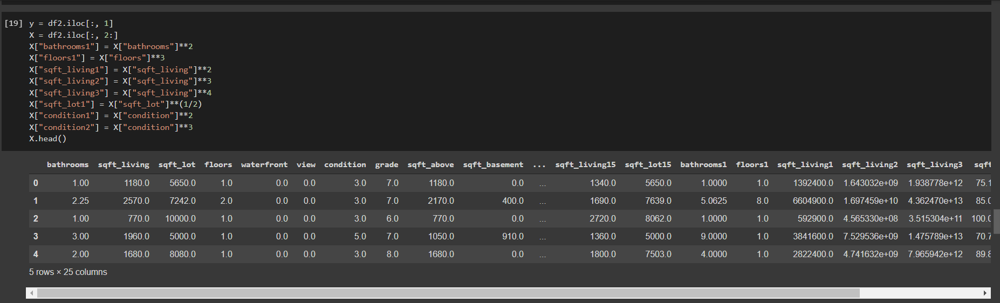 [19] y = df2.iloc[:, 1]
X = df2.iloc[:, 2:]
X["bathrooms1"] = X["bathrooms"]**2
X["floors1"] = X["floors"]**3
X["sqft_living1"] = X["sqft_living"]**2
X["sqft_living2"] = X["sqft_living"]**3
X["sqft_living3"] = X["sqft_living"]**4
X["sqft_lot1"] = X["sqft_lot"]**(1/2)
X["condition1"] = X["condition"]**2
X["condition2"] = X["condition"]**3
X.head()
bathrooms sqft_living sqft_lot floors waterfront view condition grade sqft_above sqft_basement ... sqft_living15 sqft_lot15 bathrooms1 floors1 sqft_living1 sqft_living2 sqft_living3 sqft
0 1.00 1180.0 5650.0 1.0 0.0 0.0 3.0 7.0 1180.0 0.0 ... 1340.0 5650.0 1.0000 1.0 1392400.0 1.643032e+09 1.938778e+12 75.1
1 2.25 2570.0 7242.0 2.0 0.0 0.0 3.0 7.0 2170.0 400.0 ... 1690.0 7639.0 5.0625 8.0 6604900.0 1.697459e+10 4.362470e+13 85.0
2 1.00 770.0 10000.0 1.0 0.0 0.0 3.0 6.0 770.0 0.0 ... 2720.0 8062.0 1.0000 1.0 592900.0 4.565330e+08 3.515304e+11 100.0
3 3.00 1960.0 5000.0 1.0 0.0 0.0 5.0 7.0 1050.0 910.0 ... 1360.0 5000.0 9.0000 1.0 3841600.0 7.529536e+09 1.475789e+13 70.7
4 2.00 1680.0 8080.0 1.0 0.0 0.0 3.0 8.0 1680.0 0.0 ... 1800.0 7503.0 4.0000 1.0 2822400.0 4.741632e+09 7.965942e+12 89.8
5 rows × 25 columns